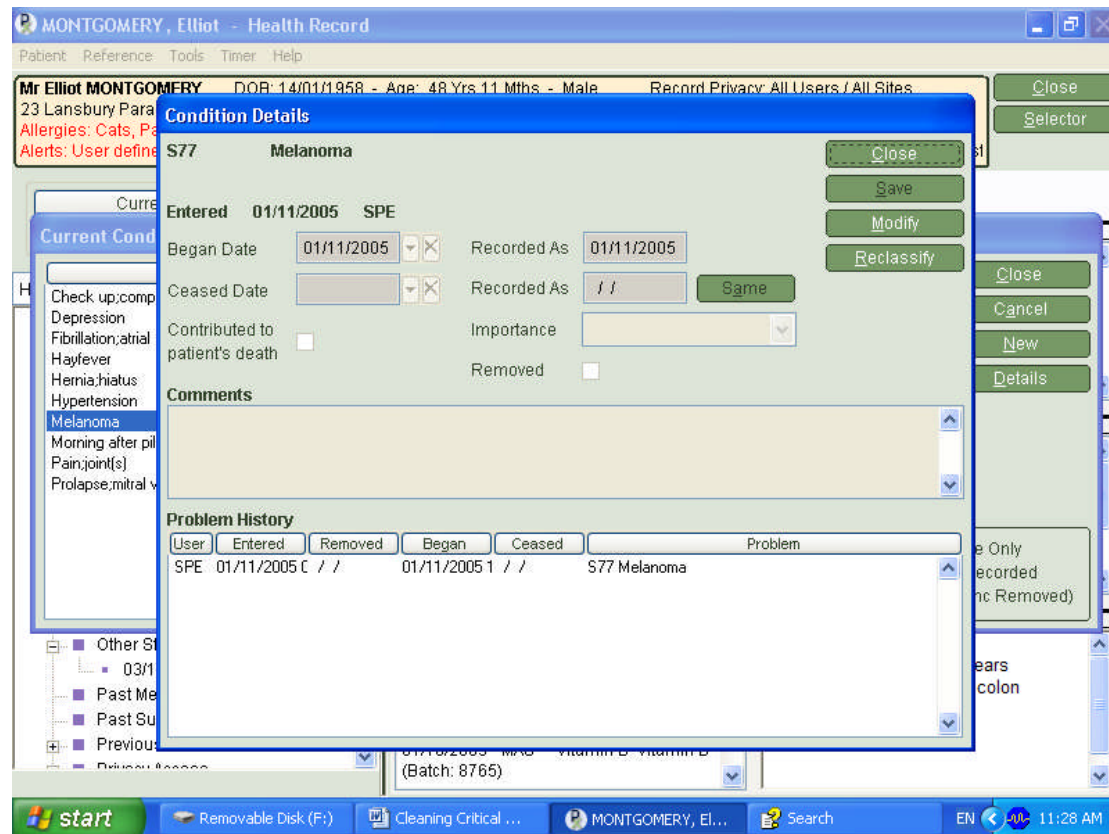 MONTGOMERY, Elliot - Health Record
Patient Reference Tools Timer Help
Mr Elliot MONTGOMERY DOB: 14/01/1958 - Age: 48 Yrs 11 Mths - Male Record Privacy: All Users / All Sites
23 Lansbury Para
Allergies: Cats, Pa
Alerts: User define
Close
Selector
Curre
Current Cond
Check up;comp
Depression
Fibrillation;atrial
Hayfever
Hernia;hiatus
Hypertension
Melanoma
Morning after pil
Pain;joint(s)
Prolapse;mitral v
Close
Cancel
New
Details
e Only
ecorded
nc Removed)
Condition Details
S77 Melanoma
Close
Save
Modify
Reclassify
Entered 01/11/2005 SPE
Began Date 01/11/2005 Recorded As 01/11/2005
Ceased Date Recorded As / / Same
Contributed to
patient's death
Importance
Removed
Comments
Problem History
User Entered Removed Began Ceased Problem
SPE 01/11/2005 0 / / 01/11/2005 1 / / S77 Melanoma
Other St
03/1
Past Me
Past Su
Previous
Privacy Access
(Batch: 8765)
ears
colon
start Removable Disk (F:) Cleaning Critical ... MONTGOMERY, El... Search EN 11:28 AM